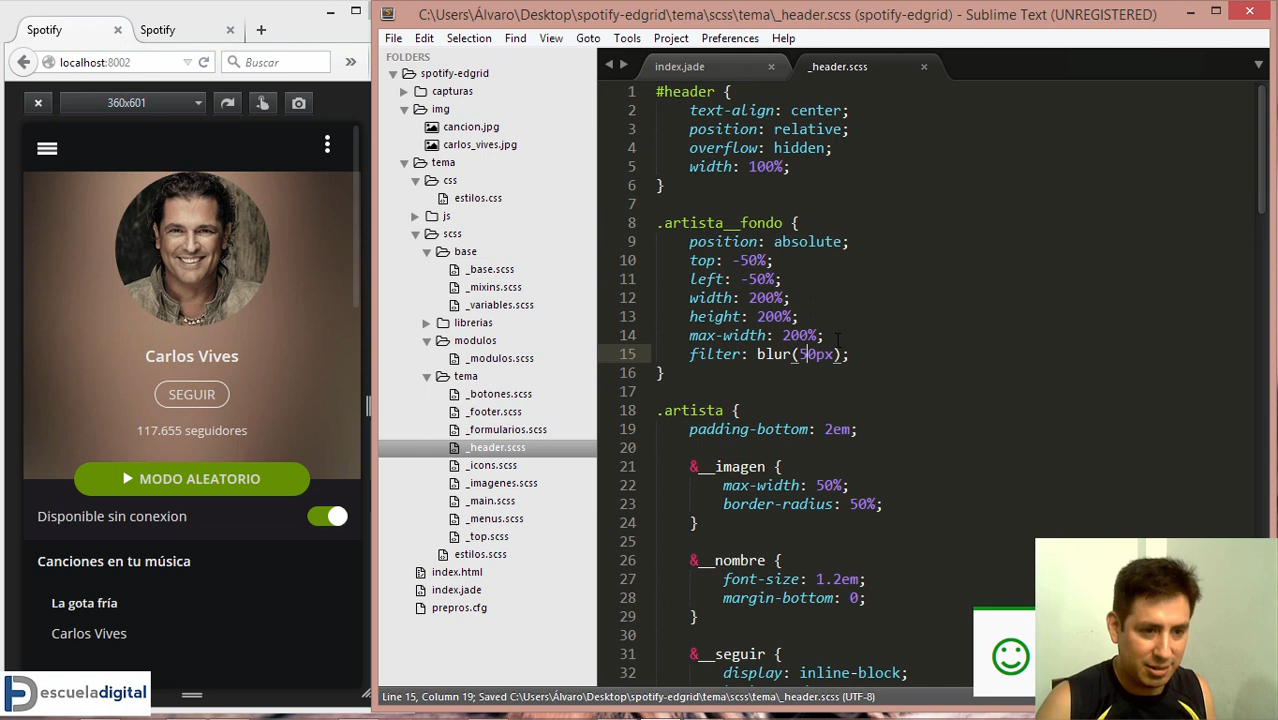 Spotify
Spotify
C:\Users\Álvaro\Desktop\spotify-edgrid\tema\scss\tema\_header.scss (spotify-edgrid) - Sublime Text (UNREGISTERED)
File Edit Selection Find View Goto Tools Project Preferences Help
localhost:8002
Buscar
360x601
Carlos Vives
SEGUIR
117.655 seguidores
MODO ALEATORIO
Disponible sin conexion
Canciones en tu música
La gota fría
Carlos Vives
escueladigital
FOLDERS
spotify-edgrid
capturas
img
cancion.jpg
carlos_vives.jpg
tema
css
estilos.css
js
scss
base
_base.scss
_mixins.scss
_variables.scss
librerias
modulos
_modulos.scss
tema
_botones.scss
_footer.scss
_formularios.scss
_header.scss
_icons.scss
_imagenes.scss
_main.scss
_menus.scss
_top.scss
estilos.scss
index.html
index.jade
prepros.cfg
index.jade
_header.scss
1 #header {
2 text-align: center;
3 position: relative;
4 overflow: hidden;
5 width: 100%;
6 }
7
8 .artista__fondo {
9 position: absolute;
10 top: -50%;
11 left: -50%;
12 width: 200%;
13 height: 200%;
14 max-width: 200%;
15 filter: blur(50px);
16 }
17
18 .artista {
19 padding-bottom: 2em;
20
21 &__imagen {
22 max-width: 50%;
23 border-radius: 50%;
24 }
25
26 &__nombre {
27 font-size: 1.2em;
28 margin-bottom: 0;
29 }
30
31 &__seguir {
32 display: inline-block;
Line 15, Column 19; Saved C:\Users\Álvaro\Desktop\spotify-edgrid\tema\scss\tema\_header.scss (UTF-8)